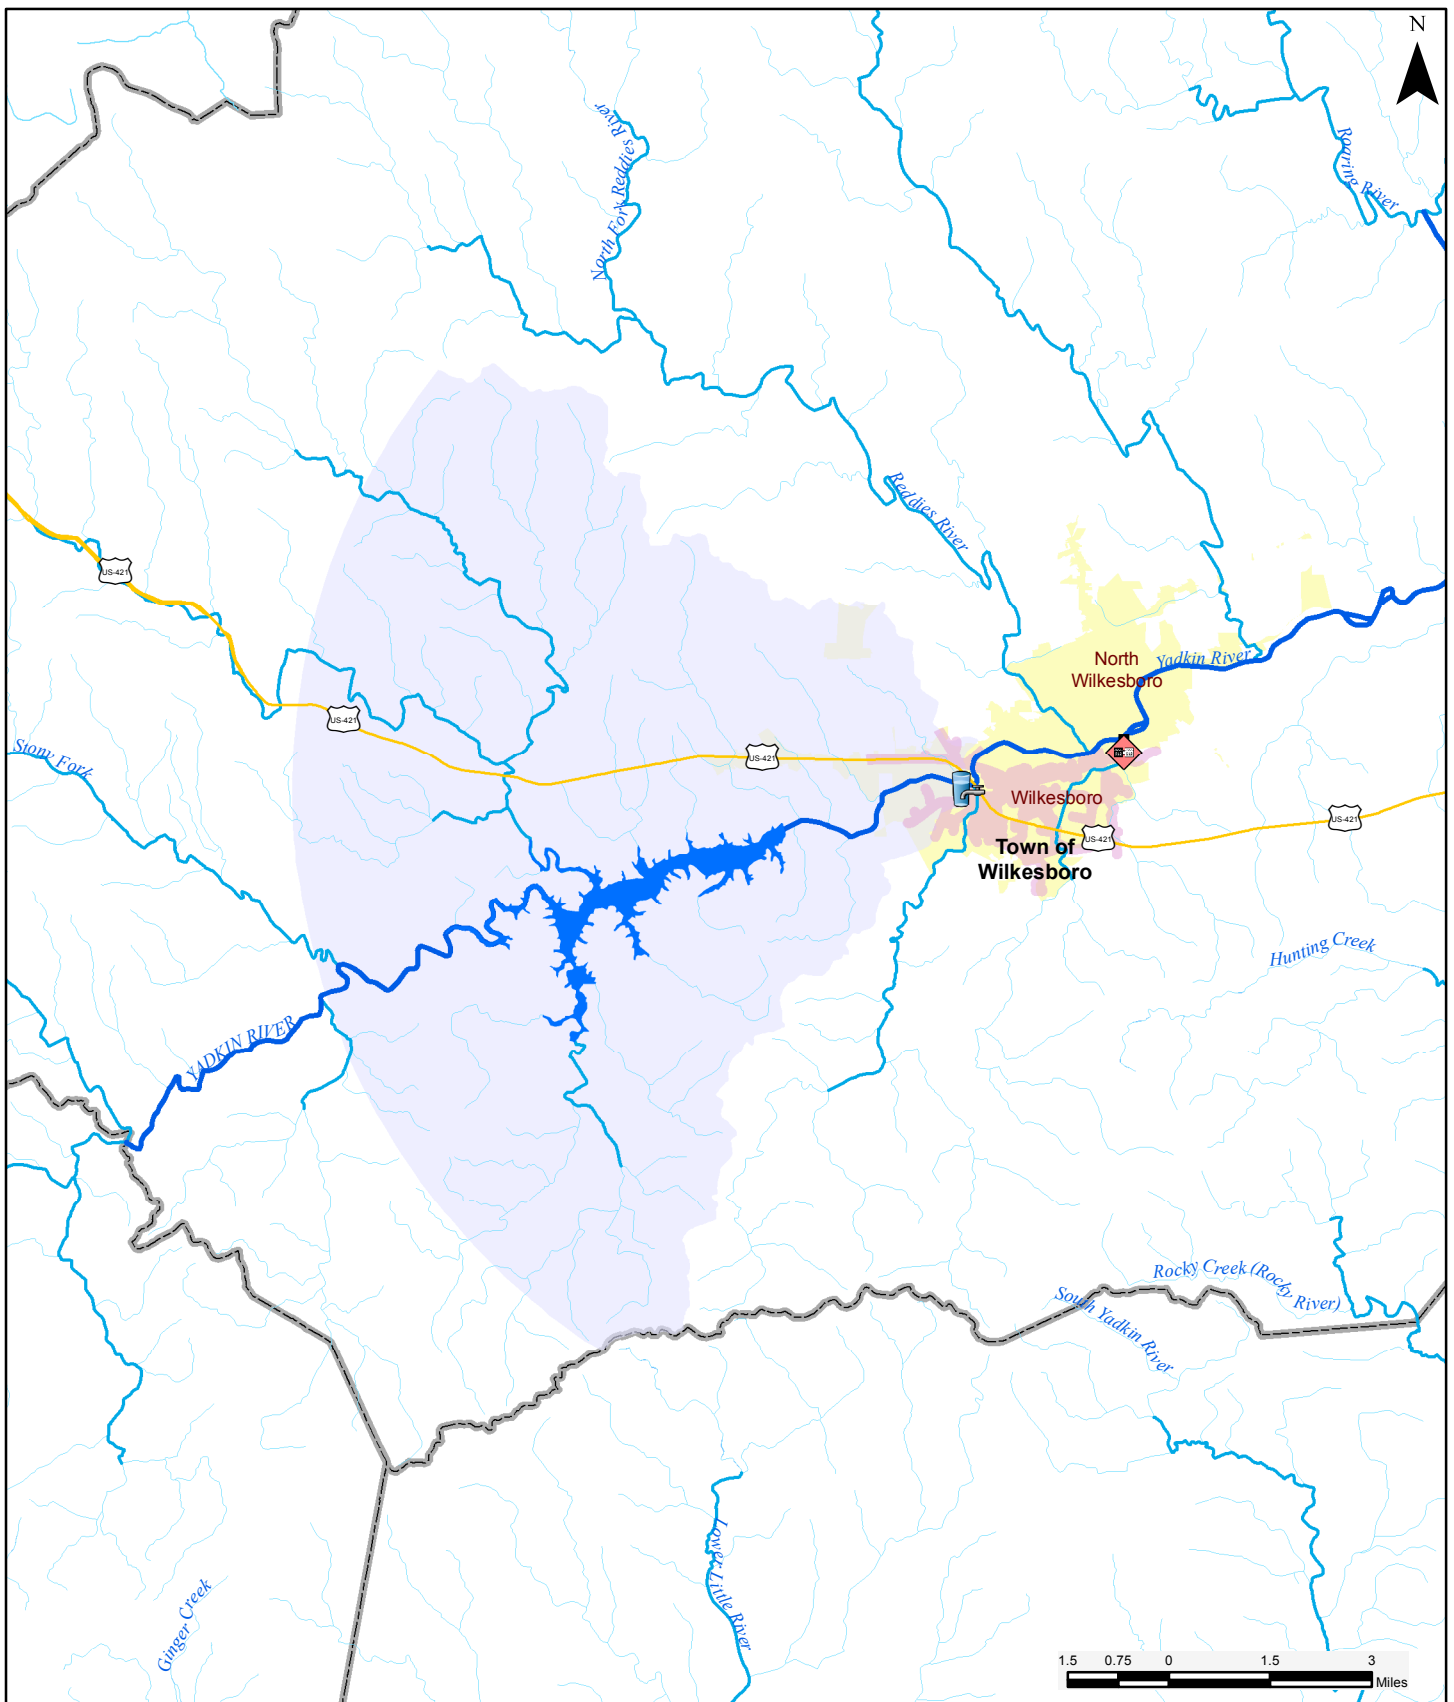 N
North Fork Reddies River
Roaring River
Reddies River
US-421
North
Wilkesboro
Yadkin River
US-421
Stony Fork
US-421
Wilkesboro
US-421
US-421
Town of
Wilkesboro
Hunting Creek
YADKIN RIVER
Rocky Creek (Rocky River)
South Yadkin River
Lower Little River
Ginger Creek
1.5 0.75 0 1.5 3
Miles